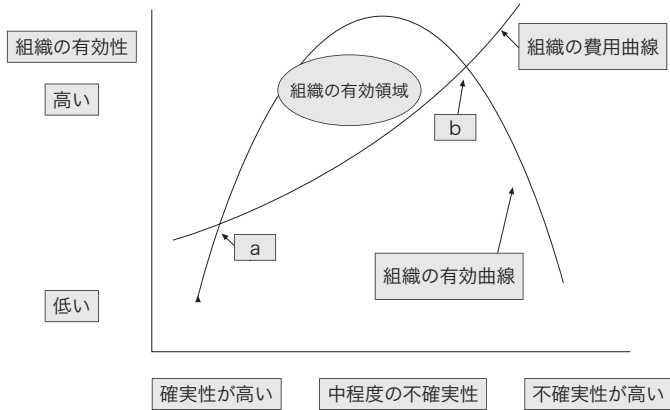 組織の有効性
組織の費用曲線
高い
組織の有効領域
b
a
組織の有効曲線
低い
確実性が高い
中程度の不確実性
不確実性が高い